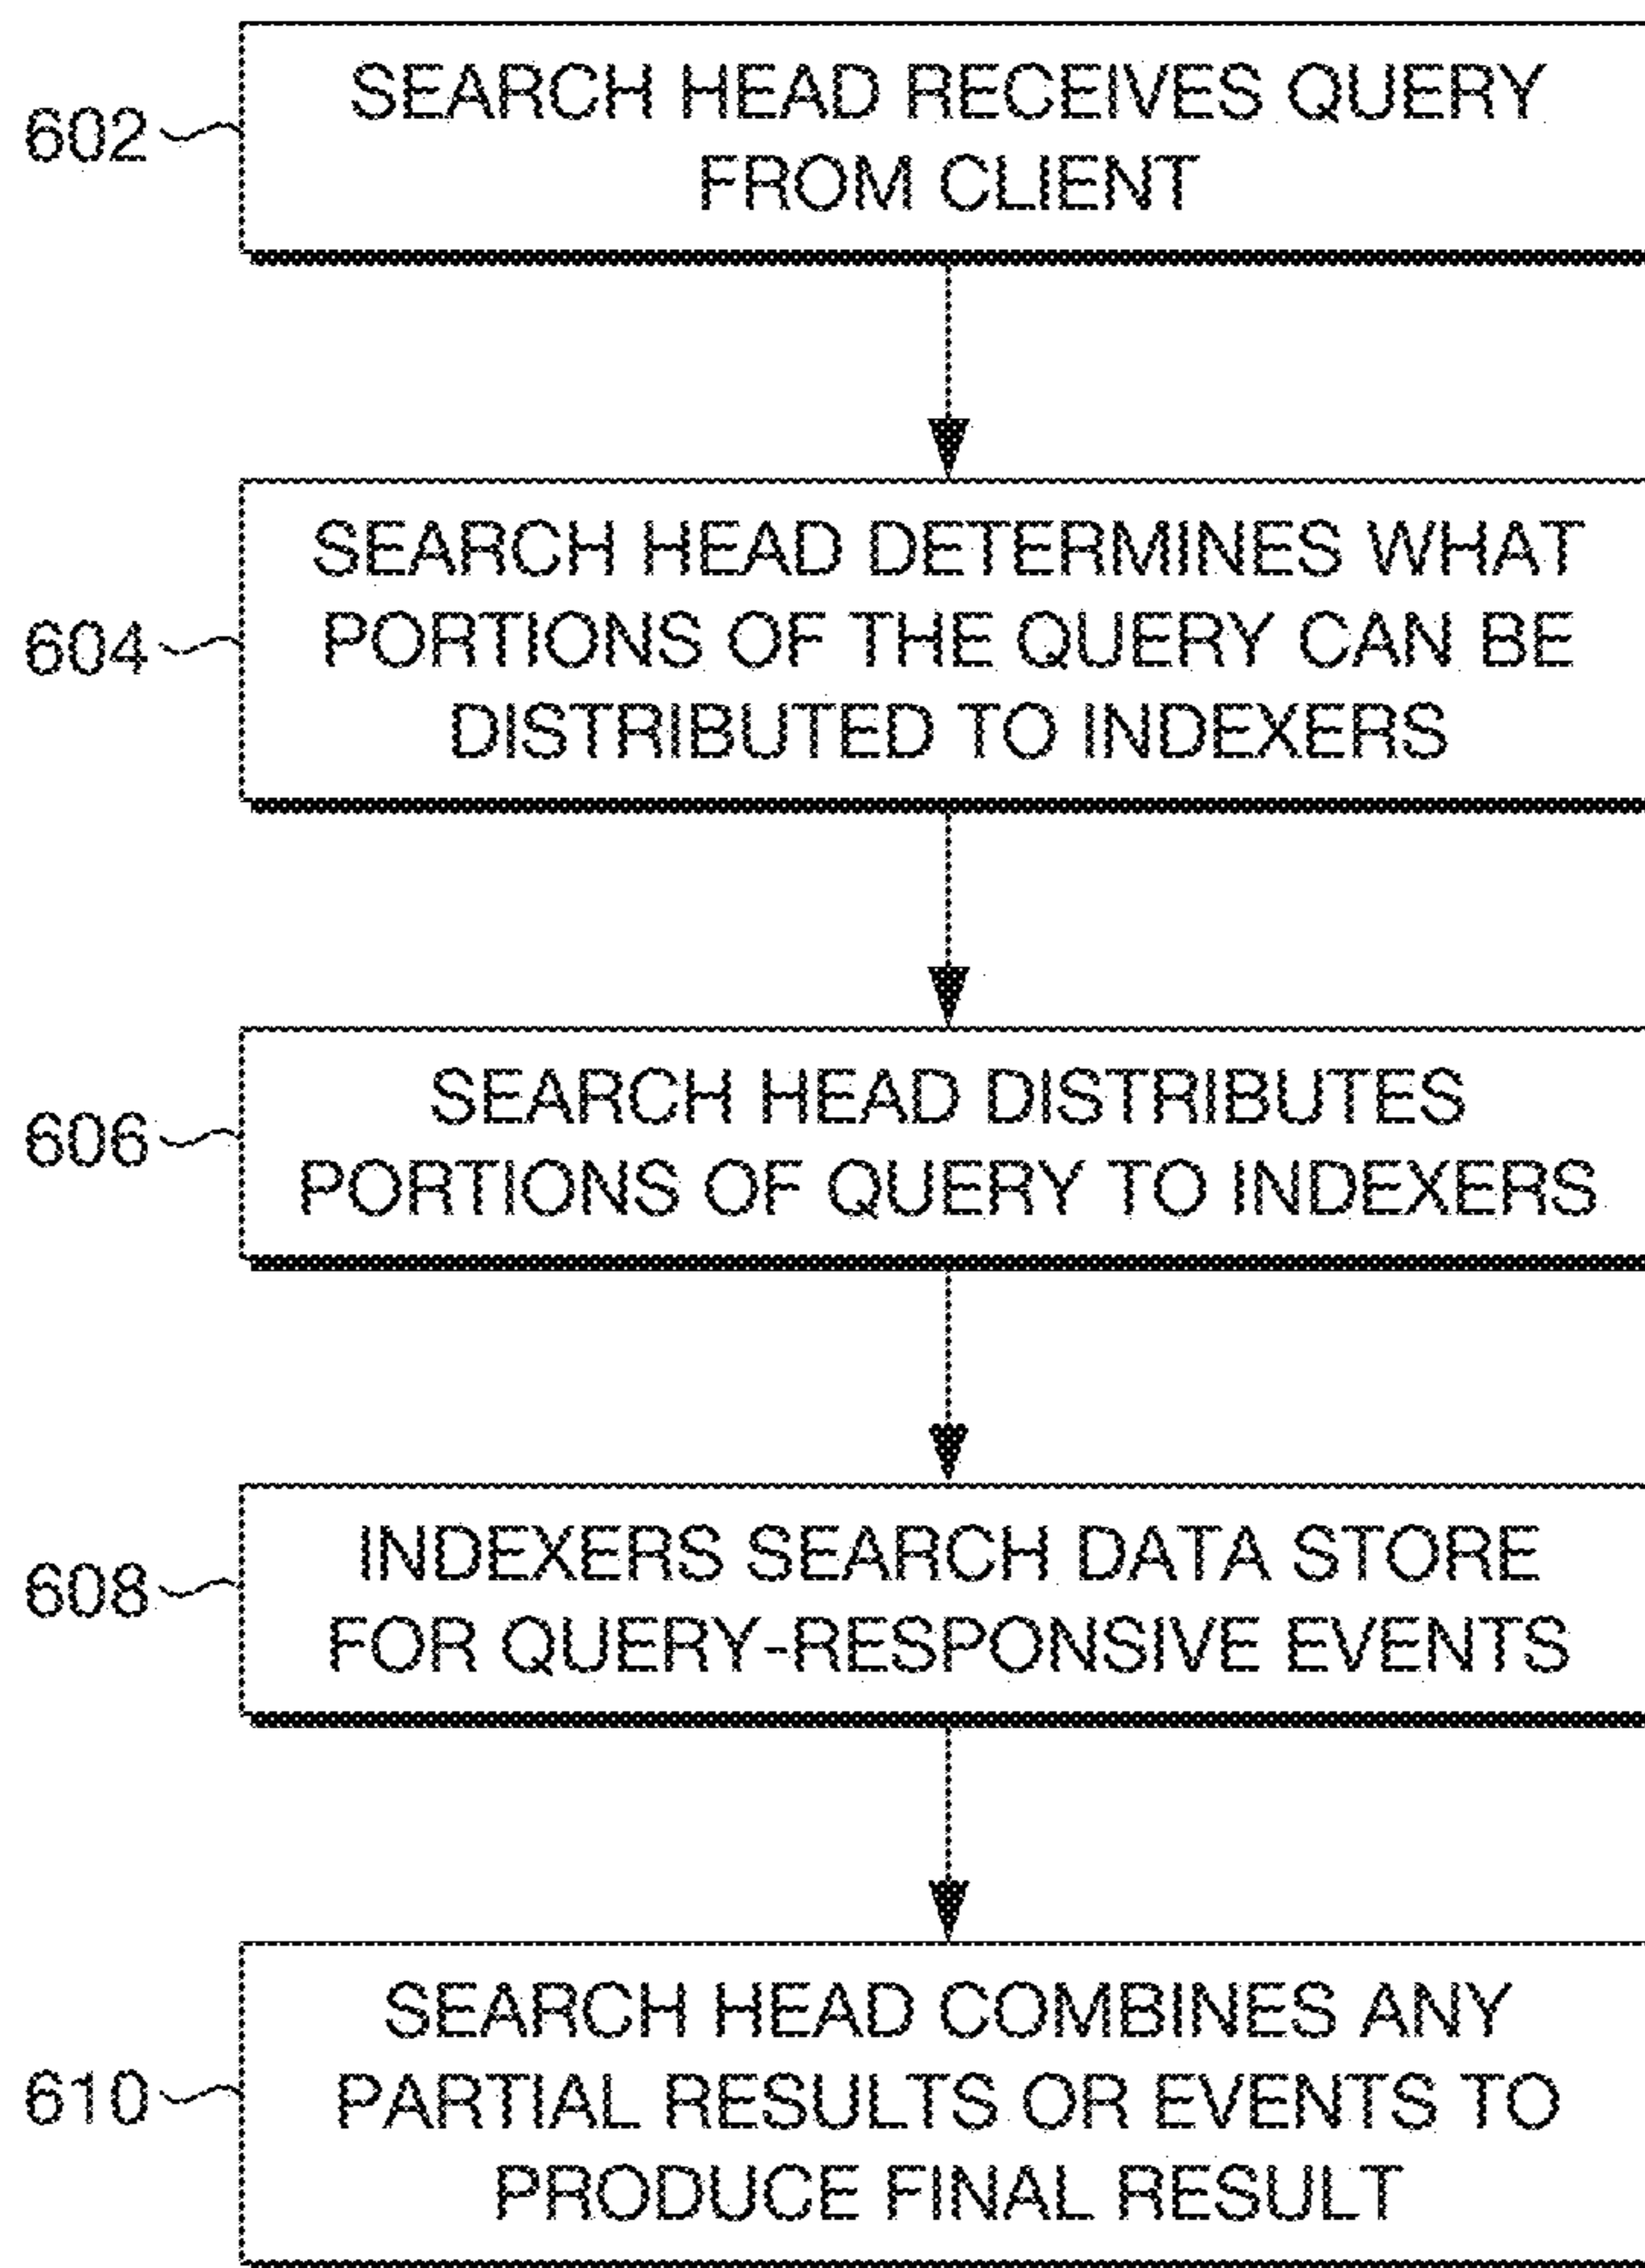 602
SEARCH HEAD RECEIVES QUERY
FROM CLIENT
604
SEARCH HEAD DETERMINES WHAT
PORTIONS OF THE QUERY CAN BE
DISTRIBUTED TO INDEXERS
606
SEARCH HEAD DISTRIBUTES
PORTIONS OF QUERY TO INDEXERS
608
INDEXERS SEARCH DATA STORE
FOR QUERY-RESPONSIVE EVENTS
610
SEARCH HEAD COMBINES ANY
PARTIAL RESULTS OR EVENTS TO
PRODUCE FINAL RESULT